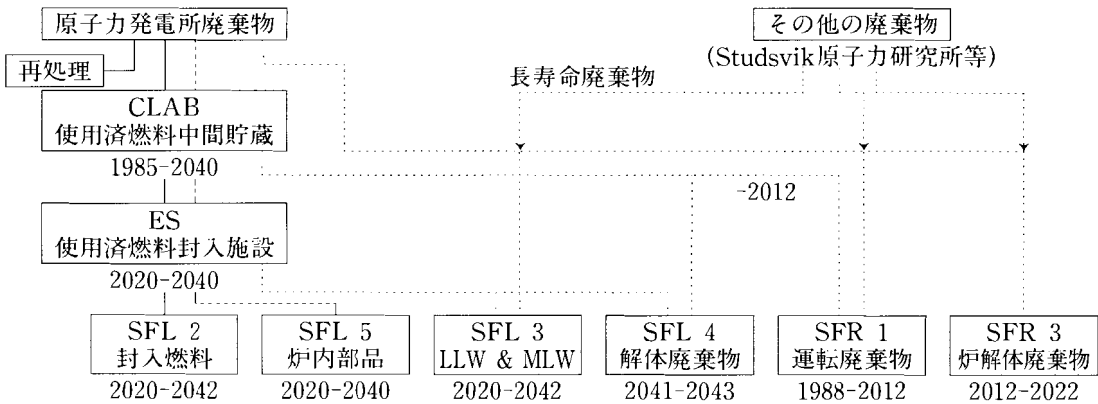 原子力発電所廃棄物
その他の廃棄物
(Studsvik原子力研究所等)
再処理
長寿命廃棄物
CLAB
使用済燃料中間貯蔵
1985-2040
-2012
ES
使用済燃料封入施設
2020-2040
SFL 2
封入燃料
2020-2042
SFL 5
炉内部品
2020-2040
SFL 3
LLW & MLW
2020-2042
SFL 4
解体廃棄物
2041-2043
SFR 1
運転廃棄物
1988-2012
SFR 3
炉解体廃棄物
2012-2022